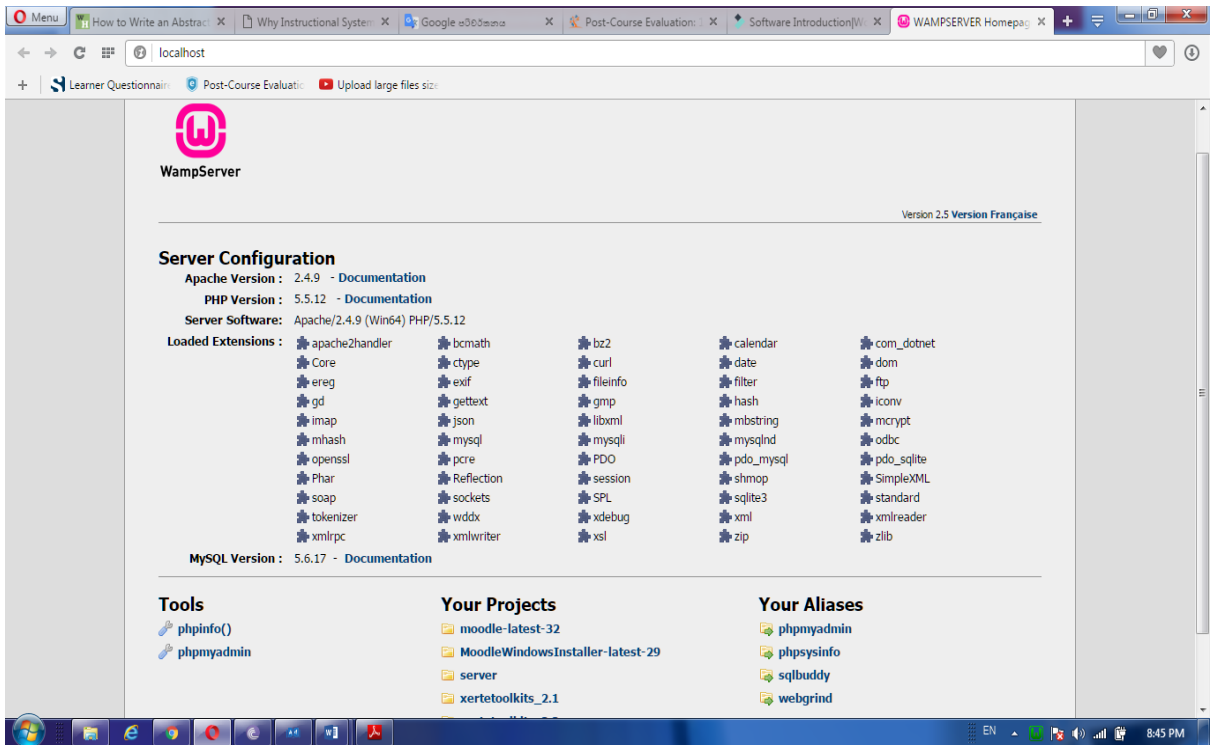 Menu How to Write an Abstrac Why Instructional System Google පරිවර්තනය Post-Course Evaluation: Software Introduction|W WAMPSERVER Homepag
localhost
Learner Questionnair Post-Course Evaluati Upload large files size
WampServer
Version 2.5 Version Française
Server Configuration
Apache Version : 2.4.9 - Documentation
PHP Version : 5.5.12 - Documentation
Server Software: Apache/2.4.9 (Win64) PHP/5.5.12
Loaded Extensions : apache2handler bcmath bz2 calendar com_dotnet
Core ctype curl date dom
ereg exif fileinfo filter ftp
gd gettext gmp hash iconv
imap json libxml mbstring mcrypt
mhash mysql mysqli mysqlnd odbc
openssl pcre PDO pdo_mysql pdo_sqlite
Phar Reflection session shmop SimpleXML
soap sockets SPL sqlite3 standard
tokenizer wddx xdebug xml xmlreader
xmlrpc xmlwriter xsl zip zlib
MySQL Version : 5.6.17 - Documentation
Tools Your Projects Your Aliases
phpinfo() moodle-latest-32 phpmyadmin
phpmyadmin MoodleWindowsInstaller-latest-29 phpsysinfo
server sqlbuddy
xertetoolkits_2.1 webgrind
EN 8:45 PM